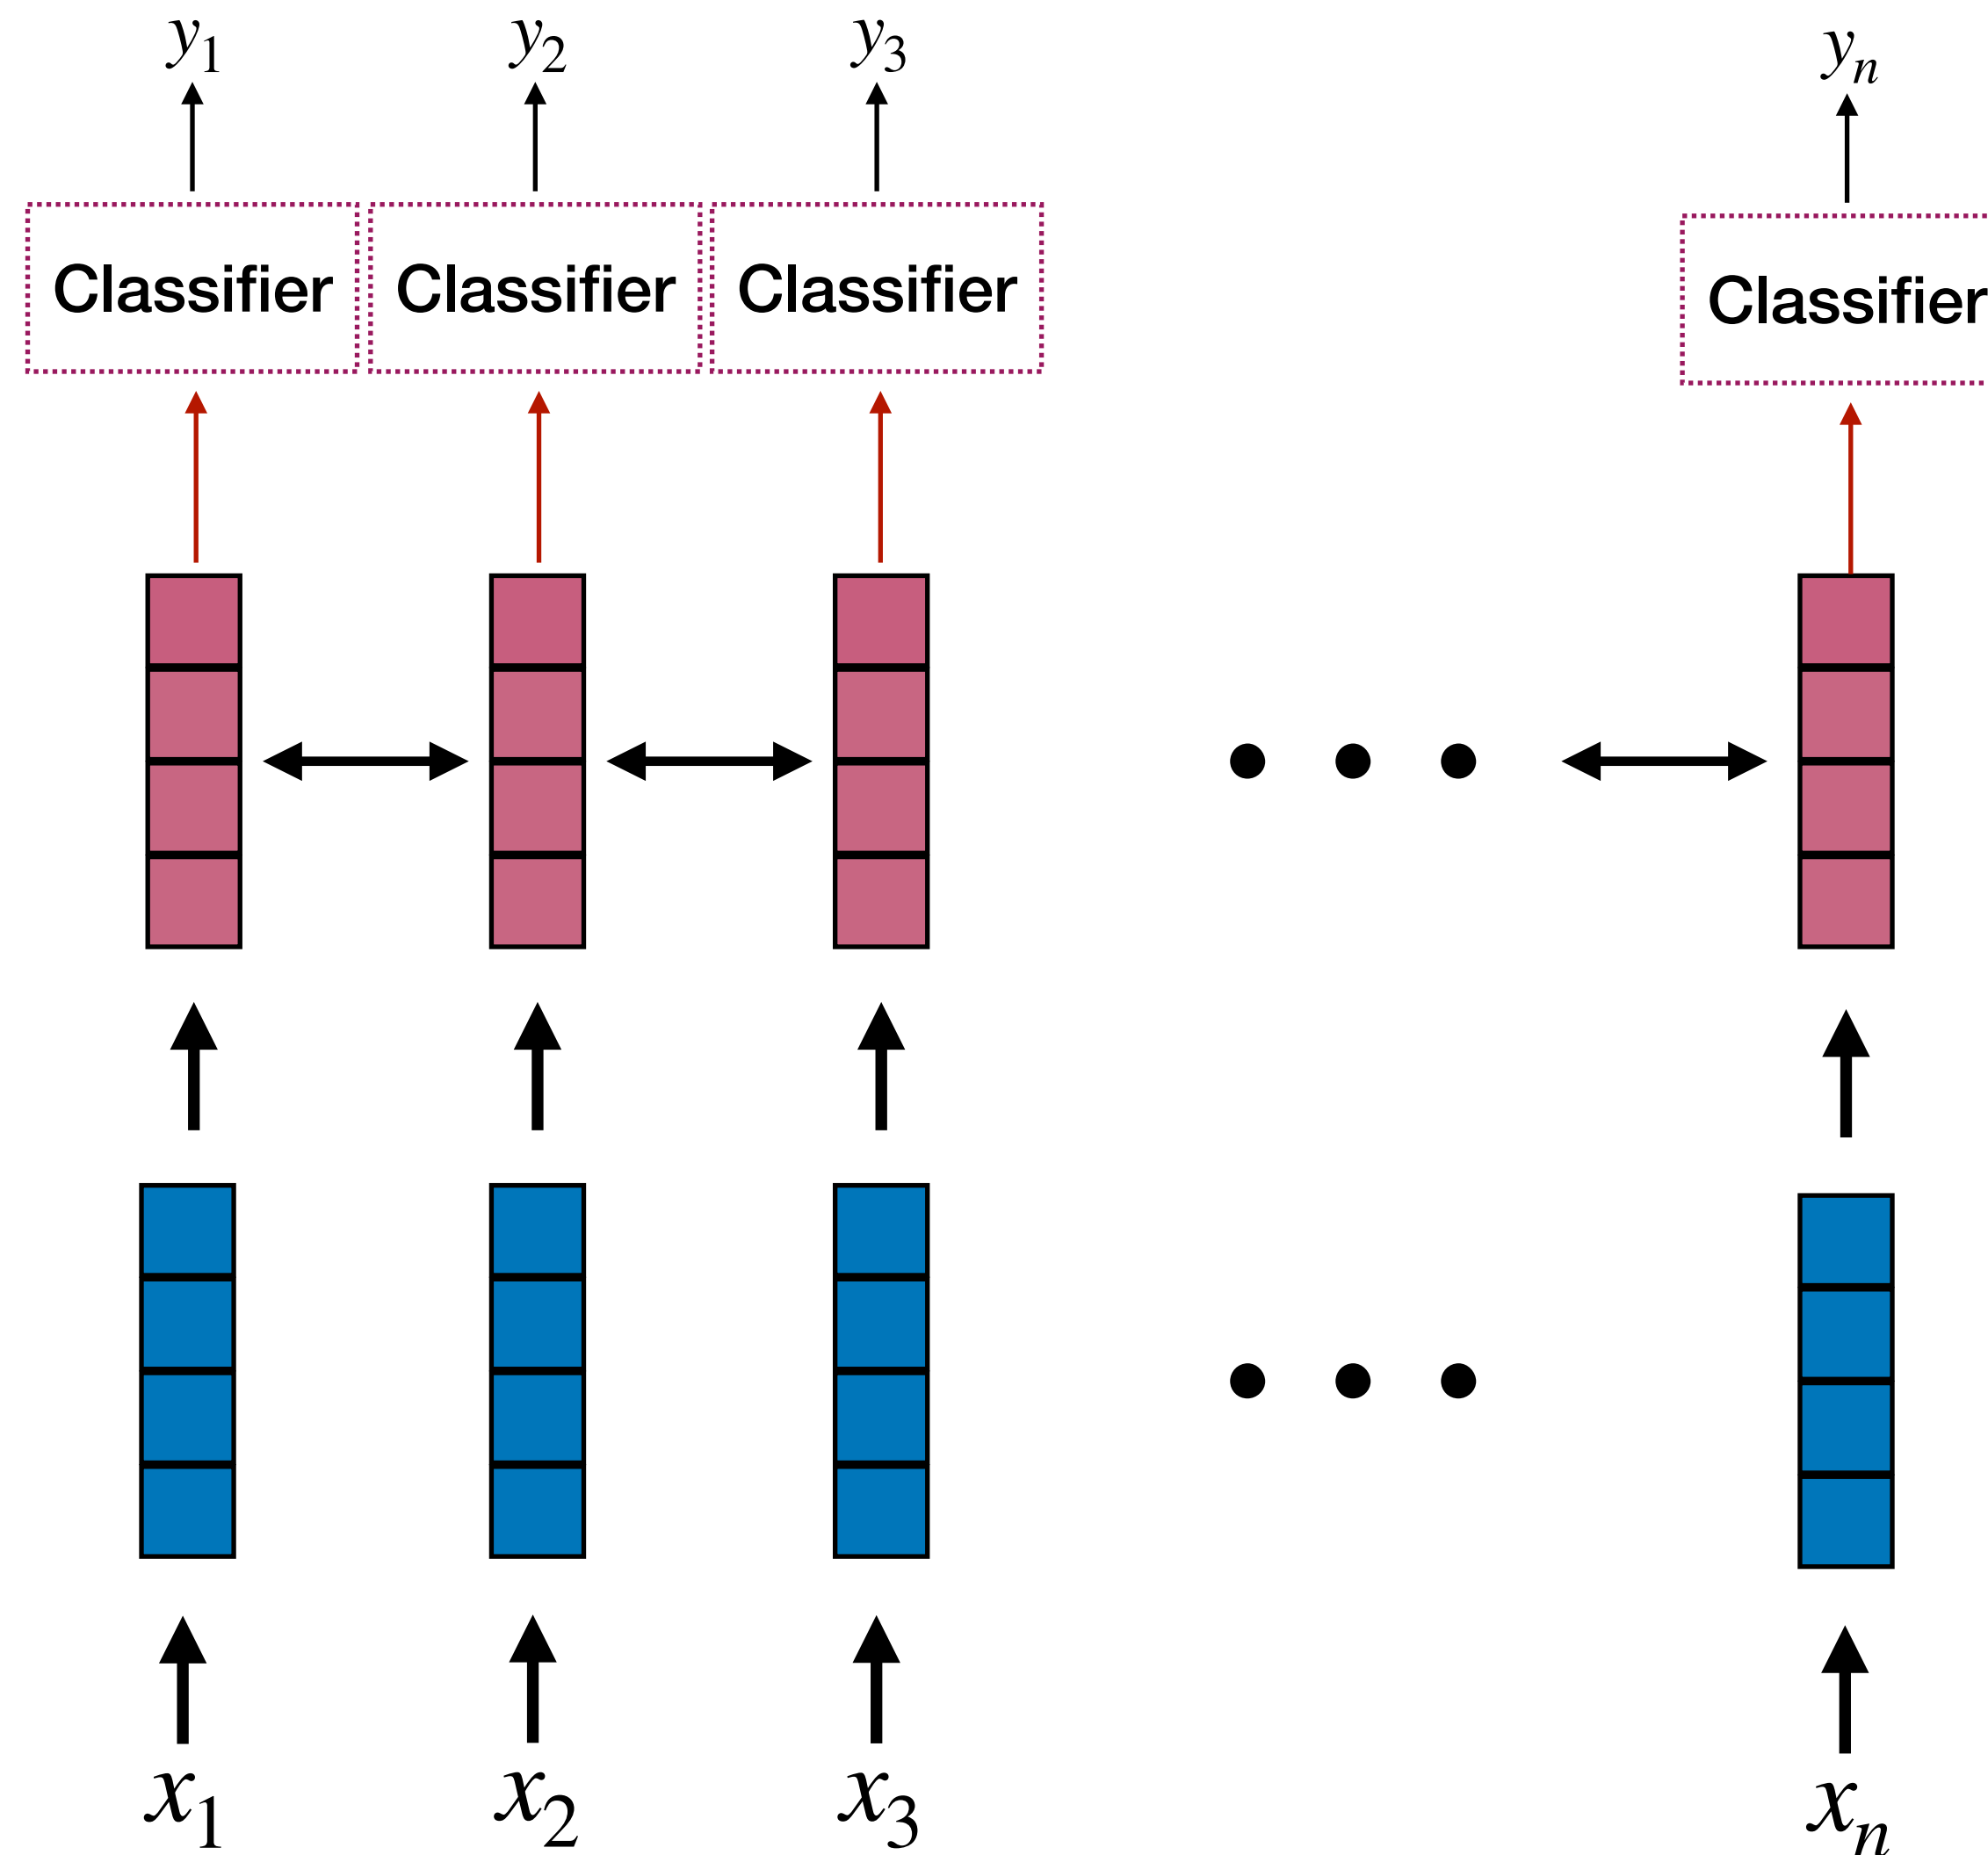 y1 y2 y3 yn
Classifier Classifier Classifier Classifier
x1 x2 x3 xn